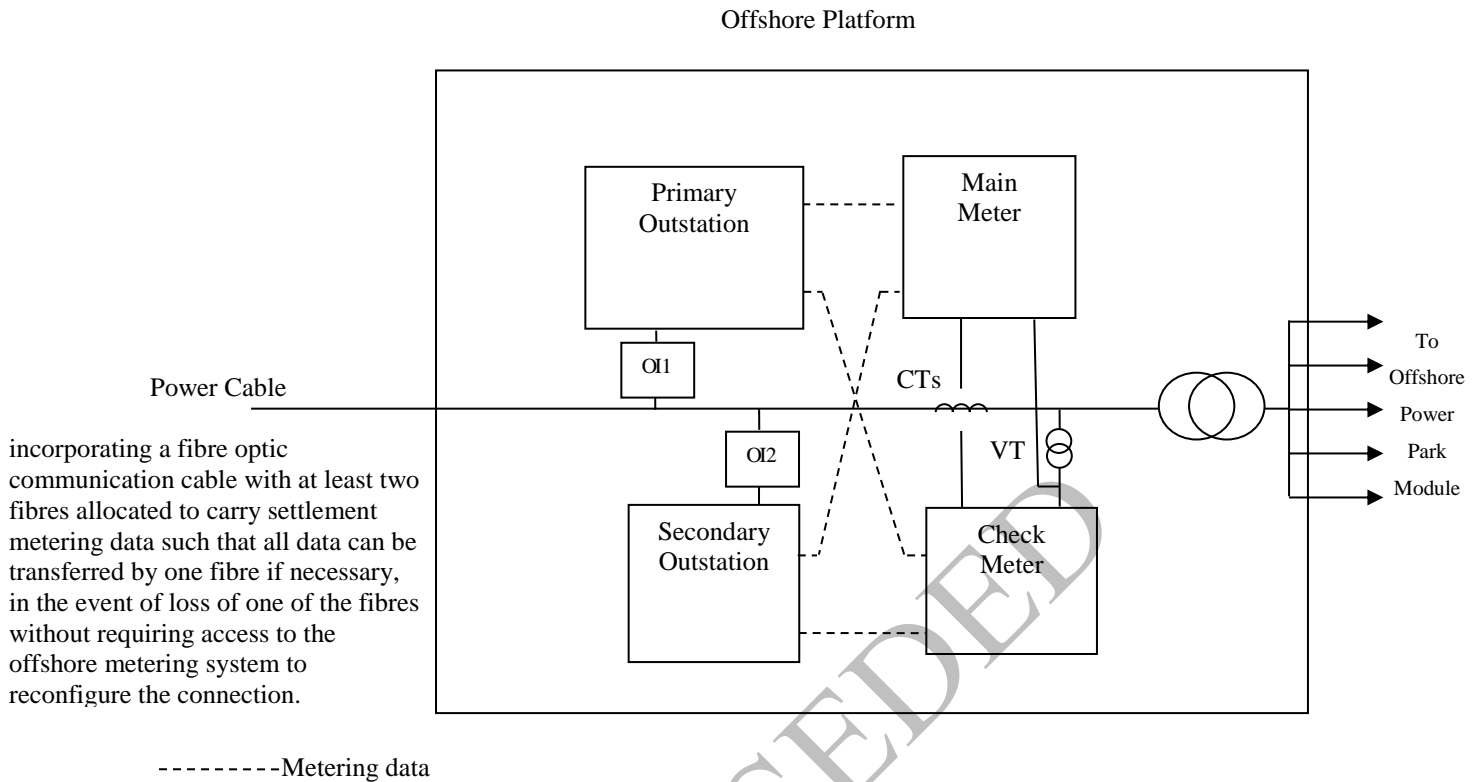 Offshore Platform
Primary
Outstation
Main
Meter
OI1
CTs
Power Cable
incorporating a fibre optic
communication cable with at least two
fibres allocated to carry settlement
metering data such that all data can be
transferred by one fibre if necessary,
in the event of loss of one of the fibres
without requiring access to the
offshore metering system to
reconfigure the connection.
OI2
VT
Secondary
Outstation
Check
Meter
To
Offshore
Power
Park
Module
Metering data
SEDED